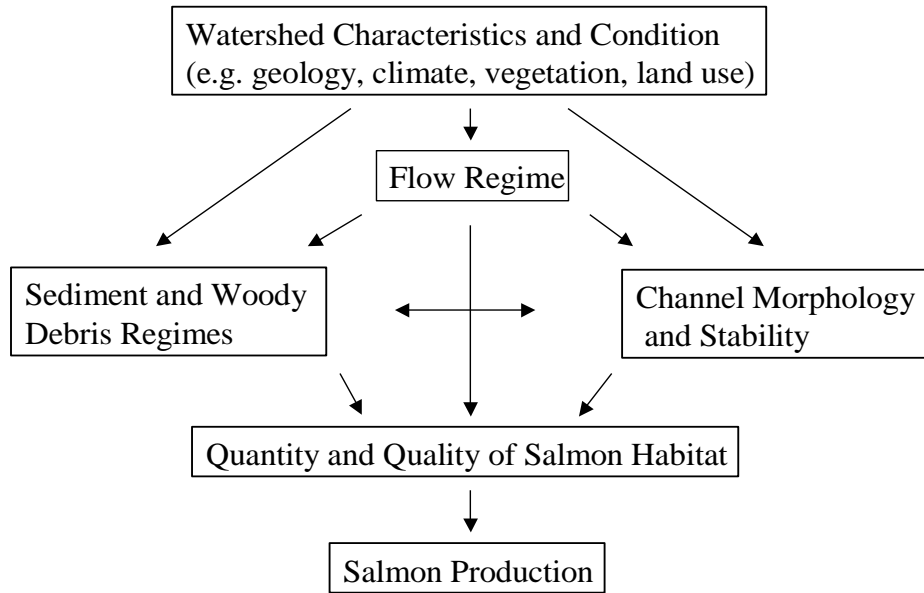 Watershed Characteristics and Condition
(e.g. geology, climate, vegetation, land use)
Flow Regime
Sediment and Woody
Debris Regimes
Channel Morphology
and Stability
Quantity and Quality of Salmon Habitat
Salmon Production